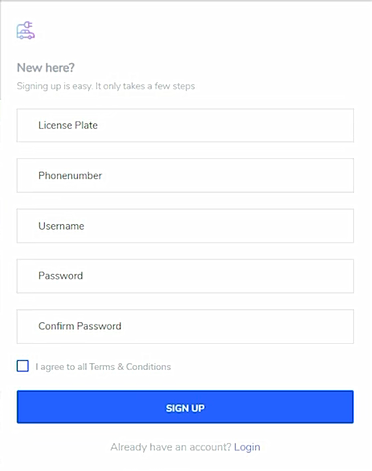 New here?
Signing up is easy. It only takes a few steps
License Plate
Phonenumber
Username
Password
Confirm Password
I agree to all Terms & Conditions
SIGN UP
Already have an account? Login